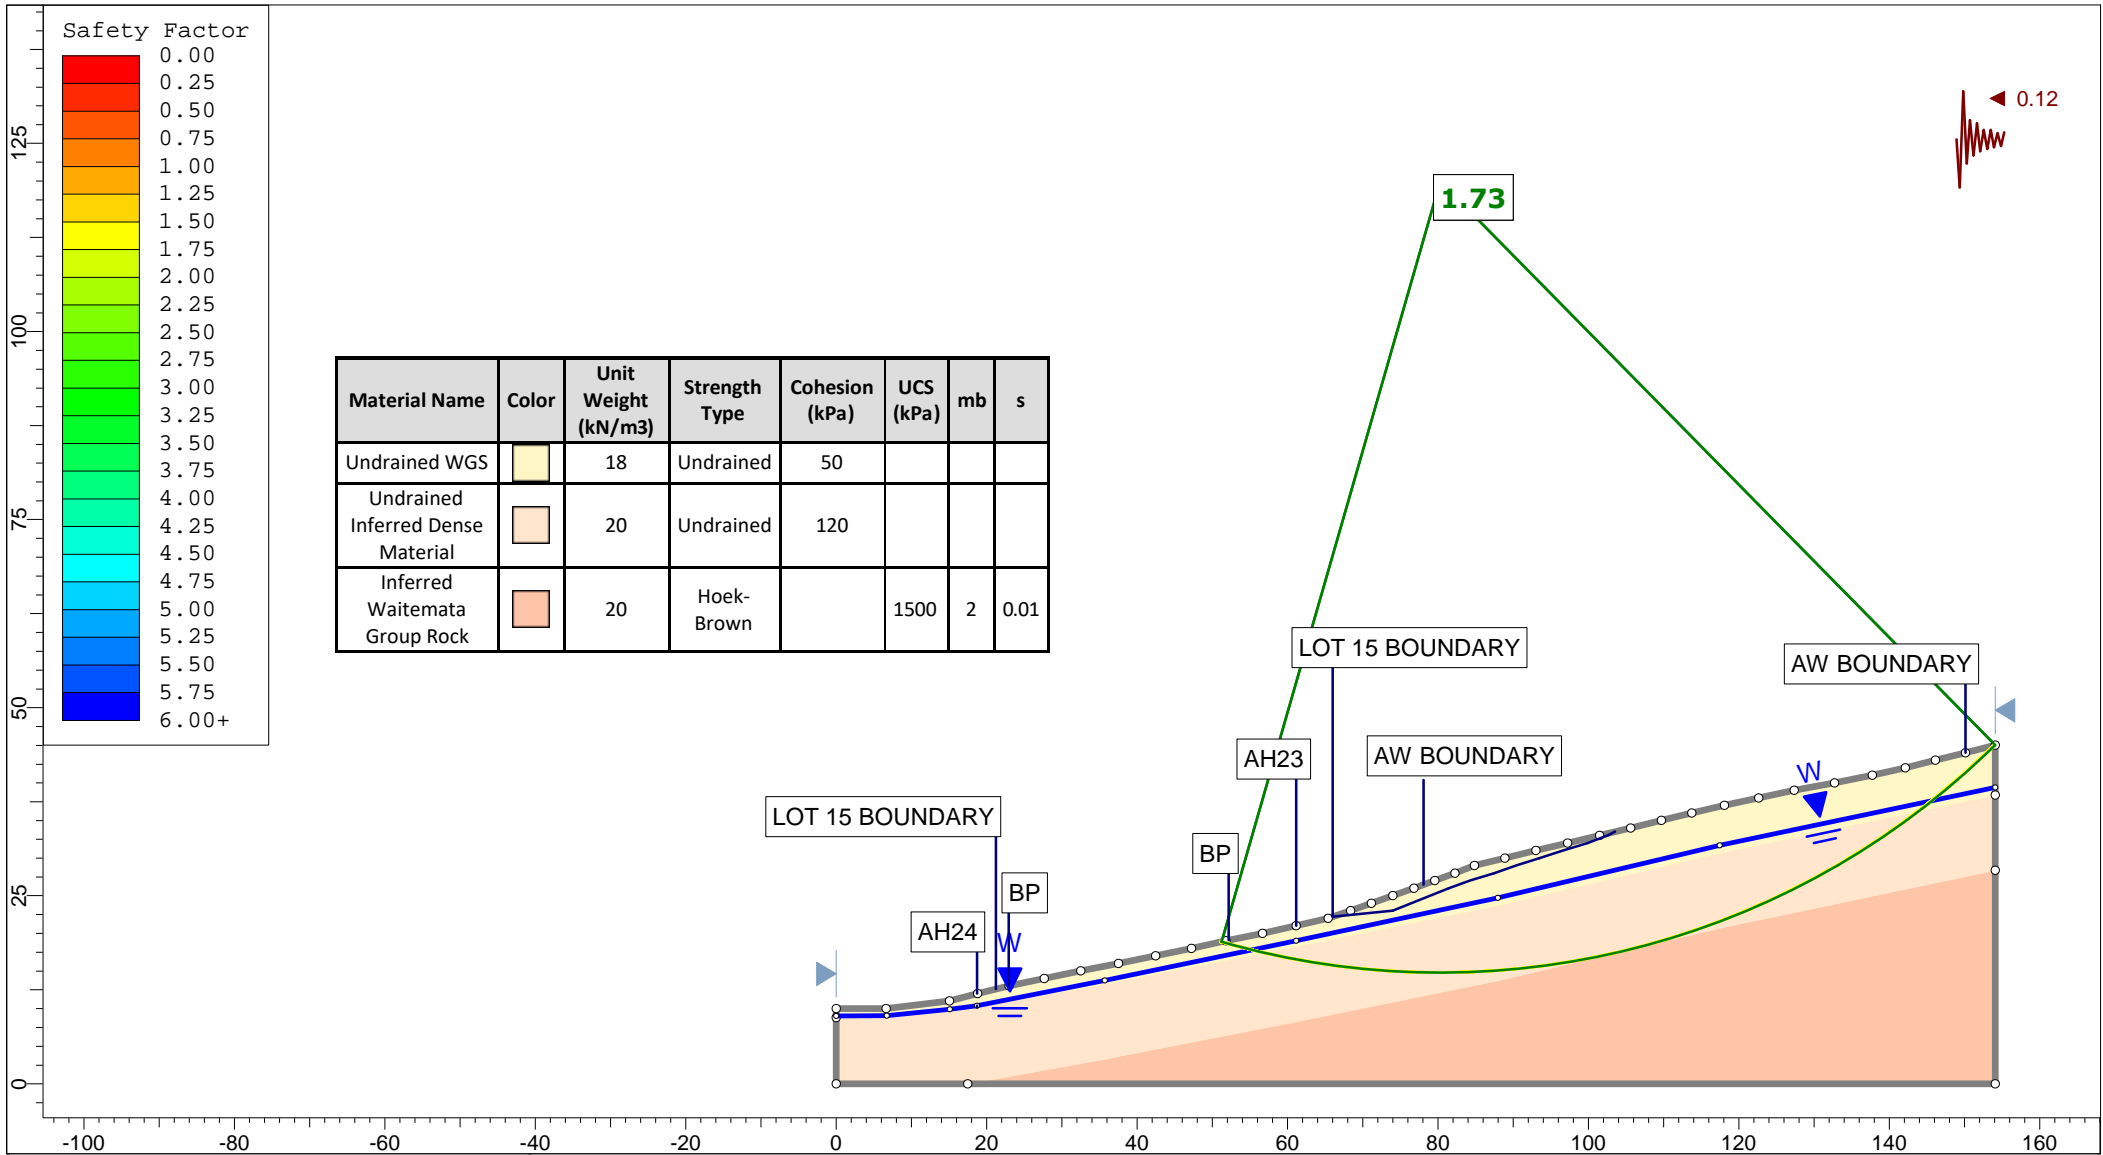 Safety Factor
0.00
0.25
0.50
0.75
1.00
1.25
1.50
1.75
2.00
2.25
2.50
2.75
3.00
3.25
3.50
3.75
4.00
4.25
4.50
4.75
5.00
5.25
5.50
5.75
6.00+
0.12
1.73
Material Name Color Unit Weight (kN/m3) Strength Type Cohesion (kPa) UCS (kPa) mb s
Undrained WGS 18 Undrained 50
Undrained Inferred Dense Material 20 Undrained 120
Inferred Waitemata Group Rock 20 Hoek-Brown 1500 2 0.01
LOT 15 BOUNDARY
AW BOUNDARY
AH23
AW BOUNDARY
LOT 15 BOUNDARY
BP
BP
AH24
W
W
125
100
75
50
25
0
-100 -80 -60 -40 -20 0 20 40 60 80 100 120 140 160